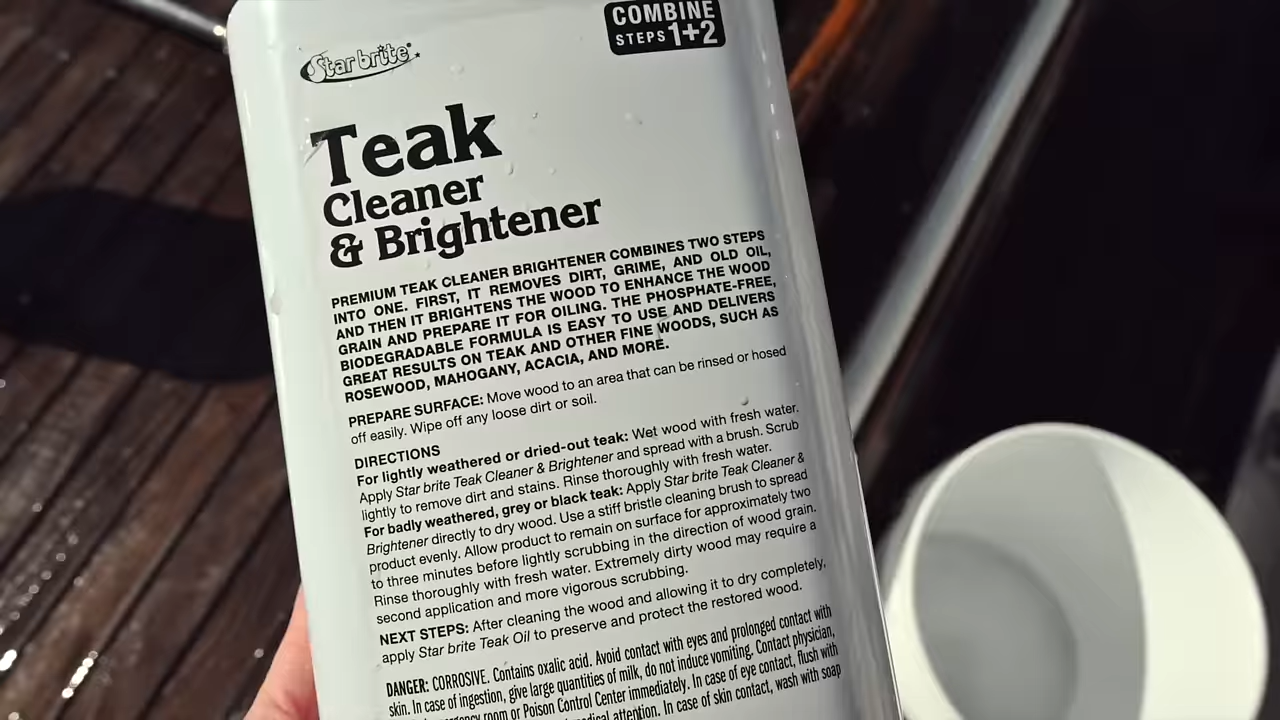 Star brite
COMBINE
STEPS 1+2
Teak
Cleaner
& Brightener
PREMIUM TEAK CLEANER BRIGHTENER COMBINES TWO STEPS
INTO ONE. FIRST, IT REMOVES DIRT, GRIME, AND OLD OIL,
AND THEN IT BRIGHTENS THE WOOD TO ENHANCE THE WOOD
GRAIN AND PREPARE IT FOR OILING. THE PHOSPHATE-FREE,
BIODEGRADABLE FORMULA IS EASY TO USE AND DELIVERS
GREAT RESULTS ON TEAK AND OTHER FINE WOODS, SUCH AS
ROSEWOOD, MAHOGANY, ACACIA, AND MORE.
PREPARE SURFACE: Move wood to an area that can be rinsed or hosed
off easily. Wipe off any loose dirt or soil.
DIRECTIONS
For lightly weathered or dried-out teak: Wet wood with fresh water.
Apply Star brite Teak Cleaner & Brightener and spread with a brush. Scrub
lightly to remove dirt and stains. Rinse thoroughly with fresh water.
For badly weathered, grey or black teak: Apply Star brite Teak Cleaner &
Brightener directly to dry wood. Use a stiff bristle cleaning brush to spread
product evenly. Allow product to remain on surface for approximately two
to three minutes before lightly scrubbing in the direction of wood grain.
Rinse thoroughly with fresh water. Extremely dirty wood may require a
second application and more vigorous scrubbing.
NEXT STEPS: After cleaning the wood and allowing it to dry completely,
apply Star brite Teak Oil to preserve and protect the restored wood.
DANGER: CORROSIVE. Contains oxalic acid. Avoid contact with eyes and prolonged contact with
skin. In case of ingestion, give large quantities of milk, do not induce vomiting. Contact physician,
room or Poison Control Center immediately. In case of eye contact, flush with
attention. In case of skin contact, wash with soap